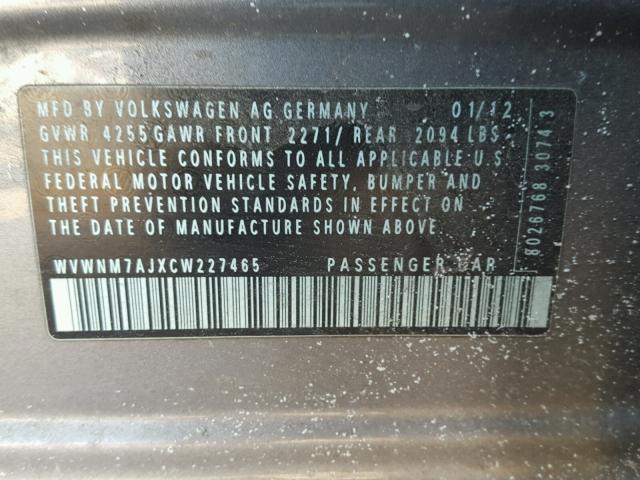 MFD BY VOLKSWAGEN AG GERMANY 01/12
GVWR 4255 GAWR FRONT 2271/ REAR 2094 LBS
THIS VEHICLE CONFORMS TO ALL APPLICABLE U S
FEDERAL MOTOR VEHICLE SAFETY, BUMPER AND
THEFT PREVENTION STANDARDS IN EFFECT ON
THE DATE OF MANUFACTURE SHOWN ABOVE.
WVWNM7AJXCW227465 PASSENGER CAR
8026768 3074 3